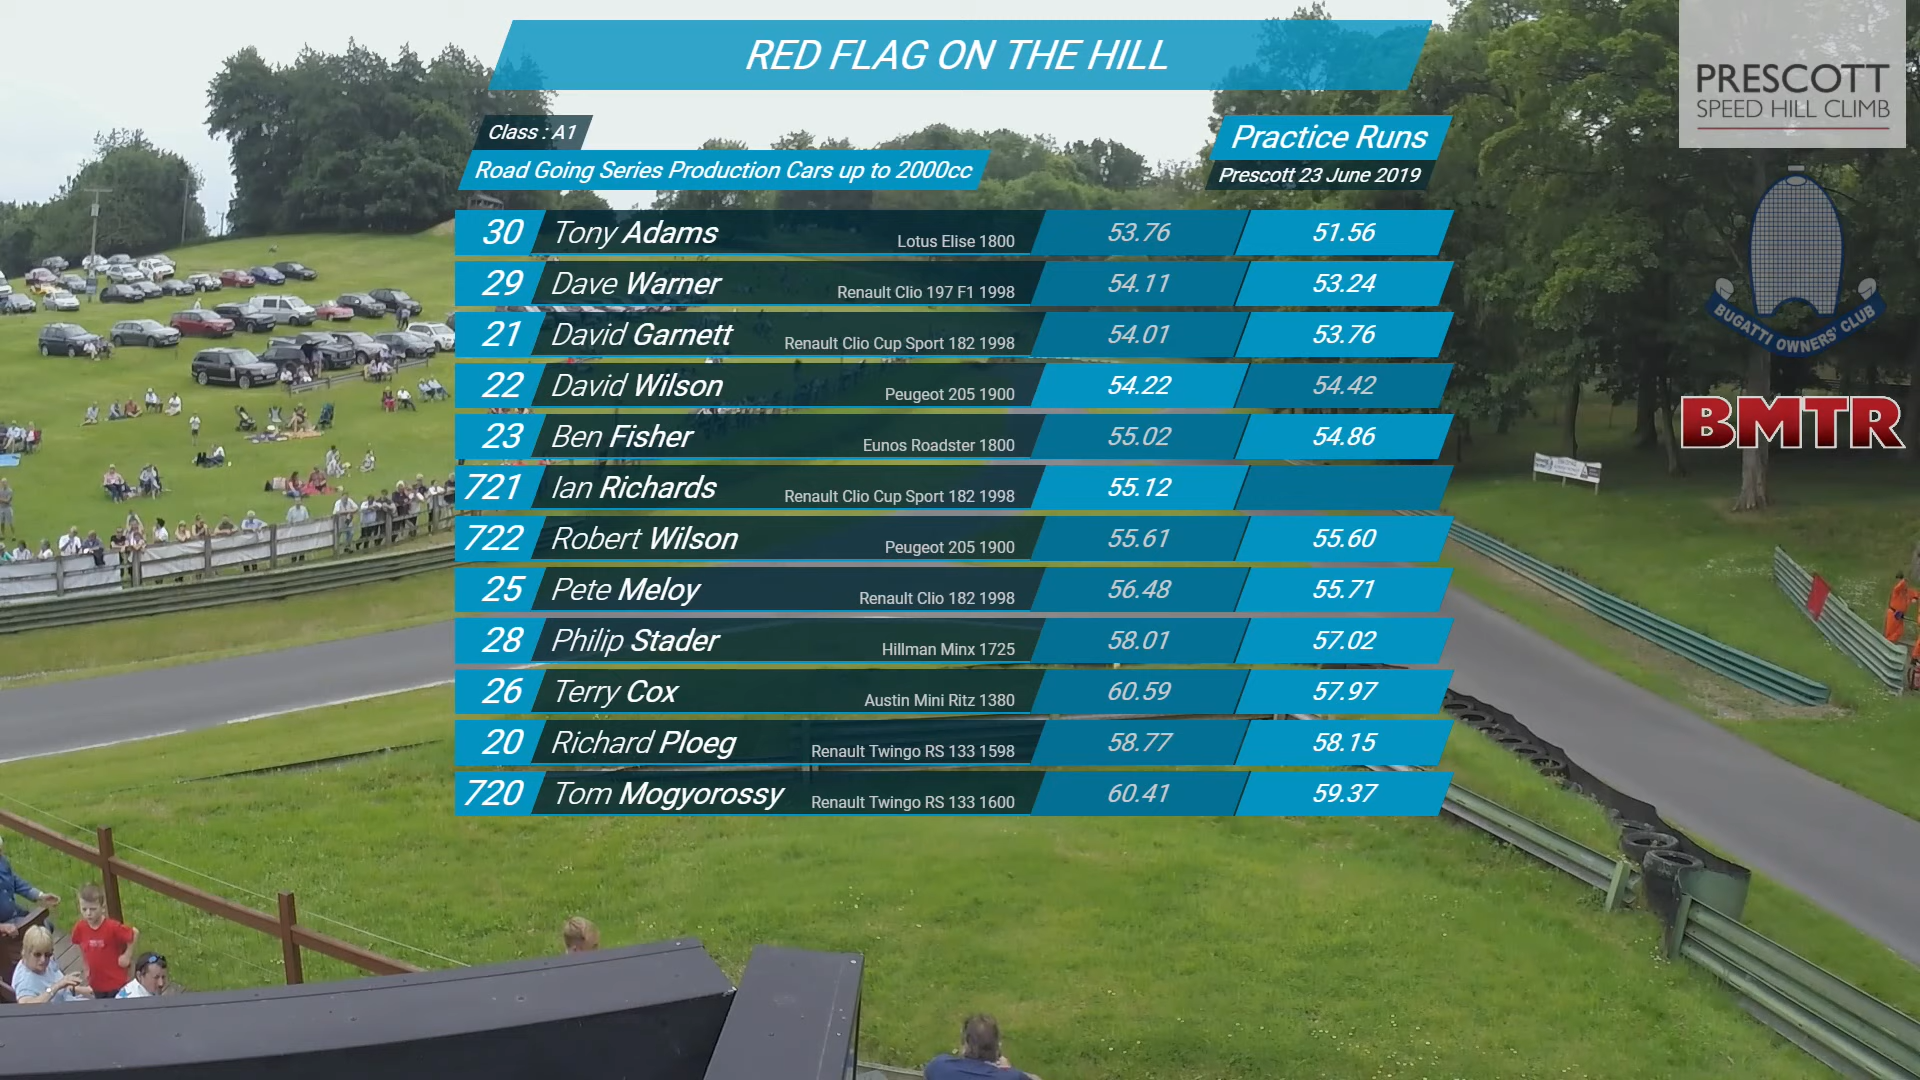 RED FLAG ON THE HILL
PRESCOTT
SPEED HILL CLIMB
Class : A1
Practice Runs
Road Going Series Production Cars up to 2000cc
Prescott 23 June 2019
30 Tony Adams Lotus Elise 1800 53.76 51.56
29 Dave Warner Renault Clio 197 F1 1998 54.11 53.24
21 David Garnett Renault Clio Cup Sport 182 1998 54.01 53.76
BUGATTI OWNERS' CLUB
22 David Wilson Peugeot 205 1900 54.22 54.42
BMTR
23 Ben Fisher Eunos Roadster 1800 55.02 54.86
721 Ian Richards Renault Clio Cup Sport 182 1998 55.12
722 Robert Wilson Peugeot 205 1900 55.61 55.60
25 Pete Meloy Renault Clio 182 1998 56.48 55.71
28 Philip Stader Hillman Minx 1725 58.01 57.02
26 Terry Cox Austin Mini Ritz 1380 60.59 57.97
20 Richard Ploeg Renault Twingo RS 133 1598 58.77 58.15
720 Tom Mogyorossy Renault Twingo RS 133 1600 60.41 59.37